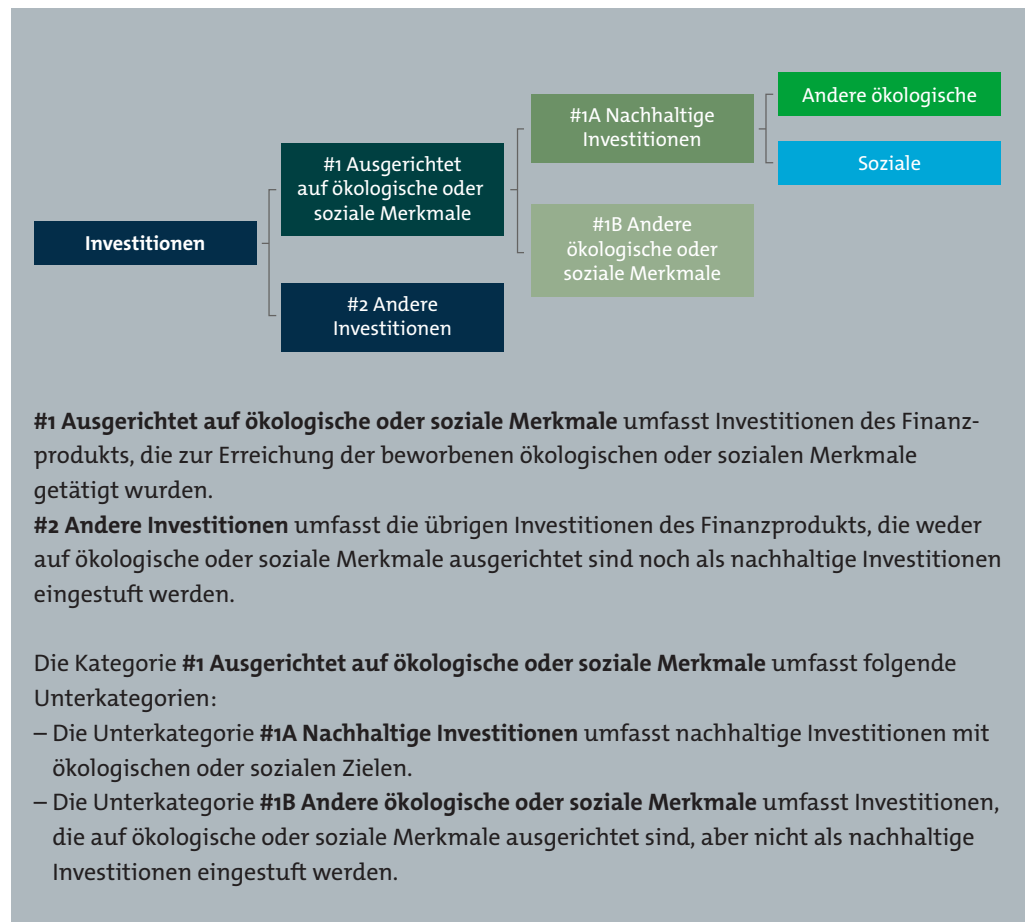 Andere ökologische
#1A Nachhaltige
Investitionen
Soziale
#1 Ausgerichtet
auf ökologische oder
soziale Merkmale
#1B Andere
ökologische oder
soziale Merkmale
Investitionen
#2 Andere
Investitionen
#1 Ausgerichtet auf ökologische oder soziale Merkmale umfasst Investitionen des Finanz-
produkts, die zur Erreichung der beworbenen ökologischen oder sozialen Merkmale
getätigt wurden.
#2 Andere Investitionen umfasst die übrigen Investitionen des Finanzprodukts, die weder
auf ökologische oder soziale Merkmale ausgerichtet sind noch als nachhaltige Investitionen
eingestuft werden.
Die Kategorie #1 Ausgerichtet auf ökologische oder soziale Merkmale umfasst folgende
Unterkategorien:
– Die Unterkategorie #1A Nachhaltige Investitionen umfasst nachhaltige Investitionen mit
ökologischen oder sozialen Zielen.
– Die Unterkategorie #1B Andere ökologische oder soziale Merkmale umfasst Investitionen,
die auf ökologische oder soziale Merkmale ausgerichtet sind, aber nicht als nachhaltige
Investitionen eingestuft werden.